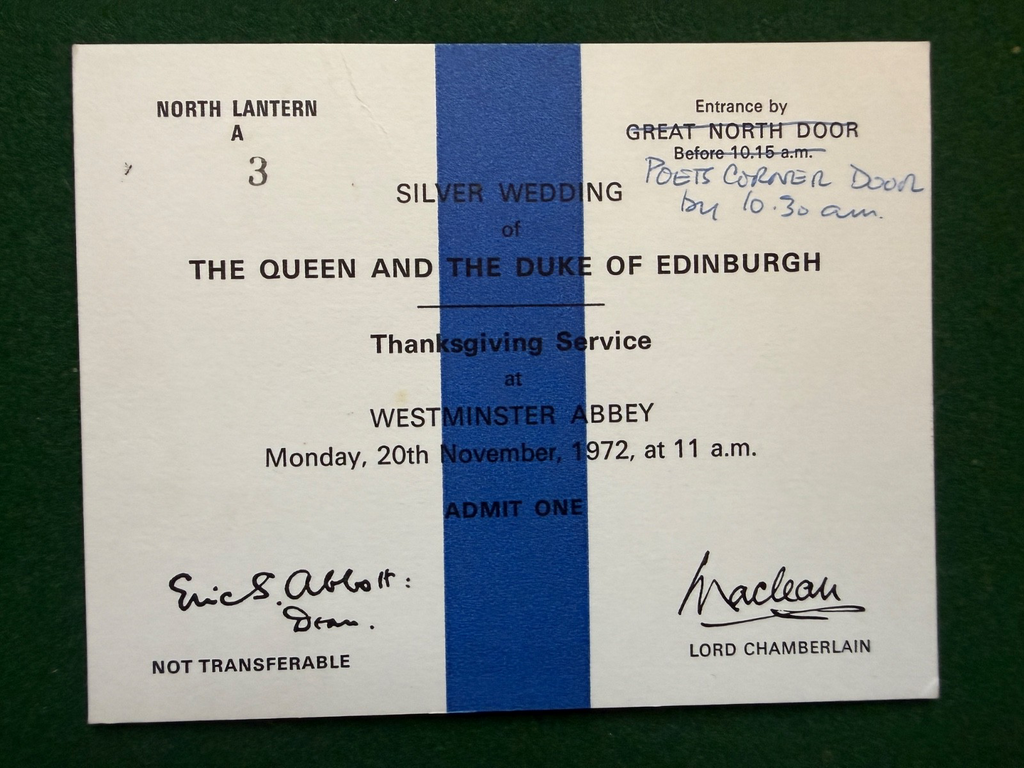 NORTH LANTERN
A
3
Entrance by
GREAT NORTH DOOR
Before 10.15 a.m.
POETS CORNER DOOR
by 10.30 am.
SILVER WEDDING
of
THE QUEEN AND THE DUKE OF EDINBURGH
Thanksgiving Service
at
WESTMINSTER ABBEY
Monday, 20th November, 1972, at 11 a.m.
ADMIT ONE
Eric S. Abbott:
Dean.
NOT TRANSFERABLE
Maclean
LORD CHAMBERLAIN